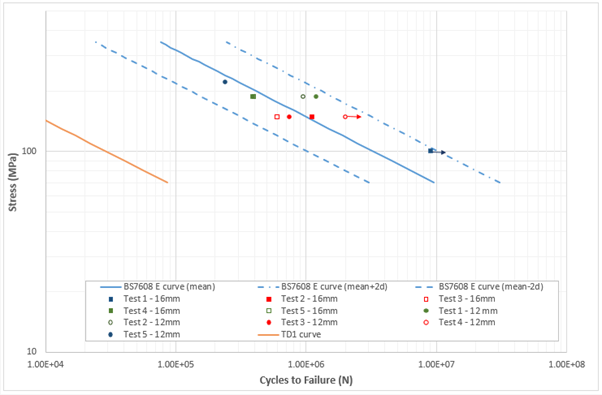 Stress (MPa)
100
10
BS7608 E curve (mean)
BS7608 E curve (mean+2d)
BS7608 E curve (mean-2d)
Test 1 - 16mm
Test 2 - 16mm
Test 3 - 16mm
Test 4 - 16mm
Test 5 - 16mm
Test 1 - 12 mm
Test 2 - 12mm
Test 3 - 12mm
Test 4 - 12mm
Test 5 - 12mm
TD1 curve
1.00E+04
1.00E+05
1.00E+06
1.00E+07
1.00E+08
Cycles to Failure (N)